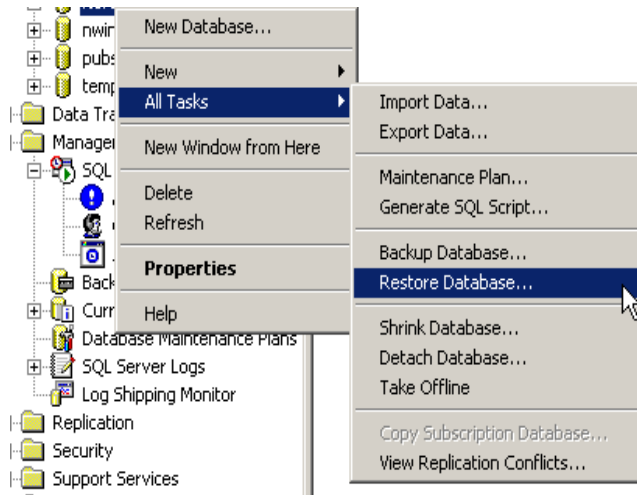 nwin
pubs
temp
Data Tra
Manager
SQL
Back
Curr
Database Maintenance Plans
SQL Server Logs
Log Shipping Monitor
Replication
Security
Support Services
New Database...
New
All Tasks
New Window from Here
Delete
Refresh
Properties
Help
Import Data...
Export Data...
Maintenance Plan...
Generate SQL Script...
Backup Database...
Restore Database...
Shrink Database...
Detach Database...
Take Offline
Copy Subscription Database...
View Replication Conflicts...